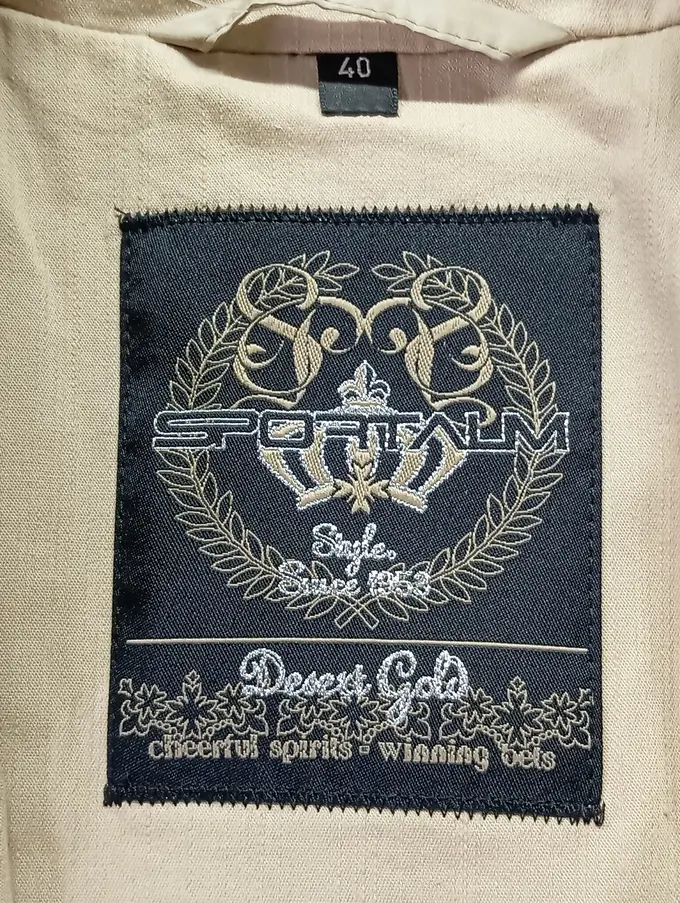 40
SPORTALM
Style.
Since 1953
Desert Gold
cheerful spirits - winning bets